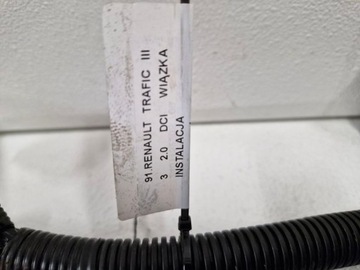 91.RENAULT TRAFIC III
3 2.0 DCI WIĄZKA
INSTALACJA